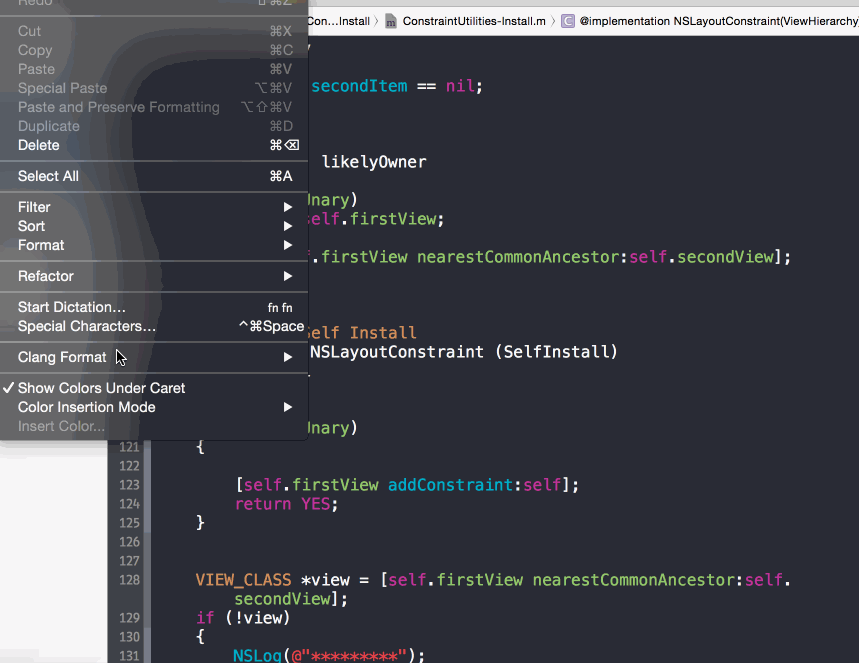 Redo ⇧⌘Z
Con...Install 〉 m ConstraintUtilities-Install.m 〉 C @implementation NSLayoutConstraint(ViewHierarchy
Cut ⌘X
Copy ⌘C
Paste ⌘V
Special Paste ⌥⌘V
Paste and Preserve Formatting ⌥⇧⌘V
Duplicate ⌘D
Delete ⌘⌫
Select All ⌘A
Filter ▶
Sort ▶
Format ▶
Refactor ▶
Start Dictation... fn fn
Special Characters... ^⌘Space
Clang Format ▶
✓ Show Colors Under Caret
Color Insertion Mode ▶
Insert Color...
secondItem == nil;
likelyOwner
nary)
self.firstView;
.firstView nearestCommonAncestor:self.secondView];
Self Install
NSLayoutConstraint (SelfInstall)
nary)
121 {
122
123 [self.firstView addConstraint:self];
124 return YES;
125 }
126
127
128 VIEW_CLASS *view = [self.firstView nearestCommonAncestor:self.
secondView];
129 if (!view)
130 {
131 NSLog(@"*********");